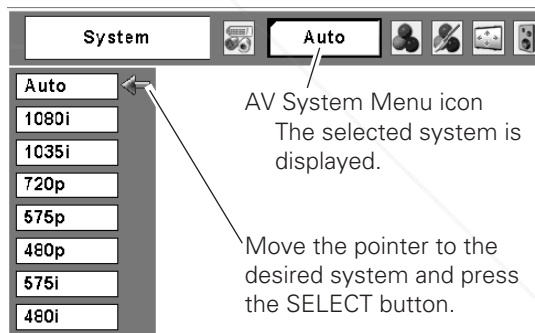 System
Auto
Auto
1080i
1035i
720p
575p
480p
575i
480i
AV System Menu icon
The selected system is
displayed.
Move the pointer to the
desired system and press
the SELECT button.